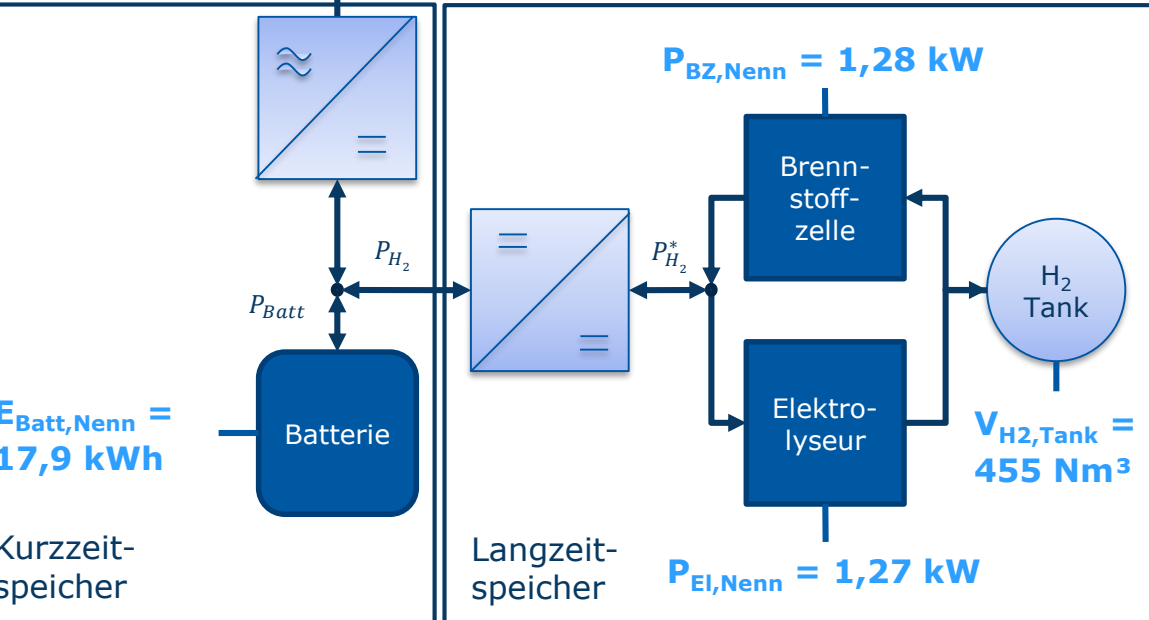 P_BZ,Nenn = 1,28 kW
Brenn-
stoff-
zelle
P_H₂
P*_H₂
P_Batt
H₂
Tank
E_Batt,Nenn =
17,9 kWh
Batterie
Elektro-
lyseur
V_H2,Tank =
455 Nm³
Kurzzeit-
speicher
Langzeit-
speicher
P_El,Nenn = 1,27 kW